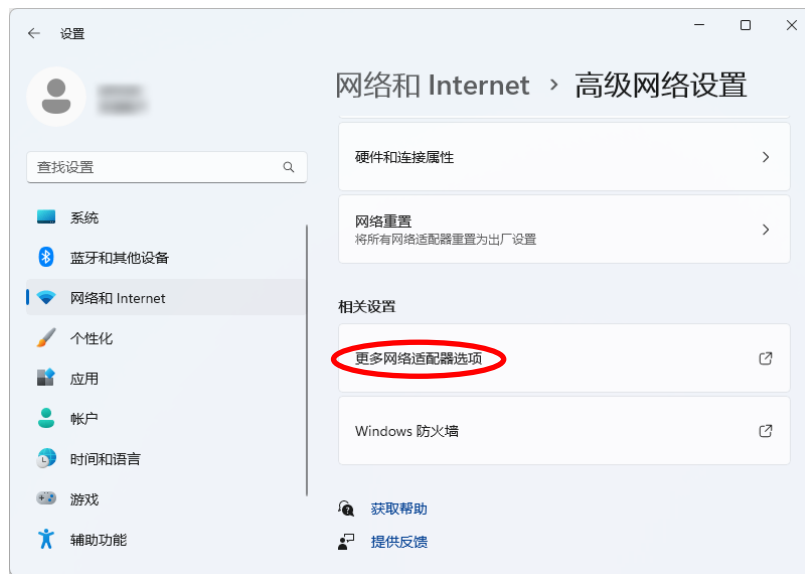 设置
网络和 Internet › 高级网络设置
硬件和连接属性
查找设置
网络重置
将所有网络适配器重置为出厂设置
系统
蓝牙和其他设备
网络和 Internet
相关设置
个性化
更多网络适配器选项
应用
帐户
Windows 防火墙
时间和语言
游戏
获取帮助
辅助功能
提供反馈